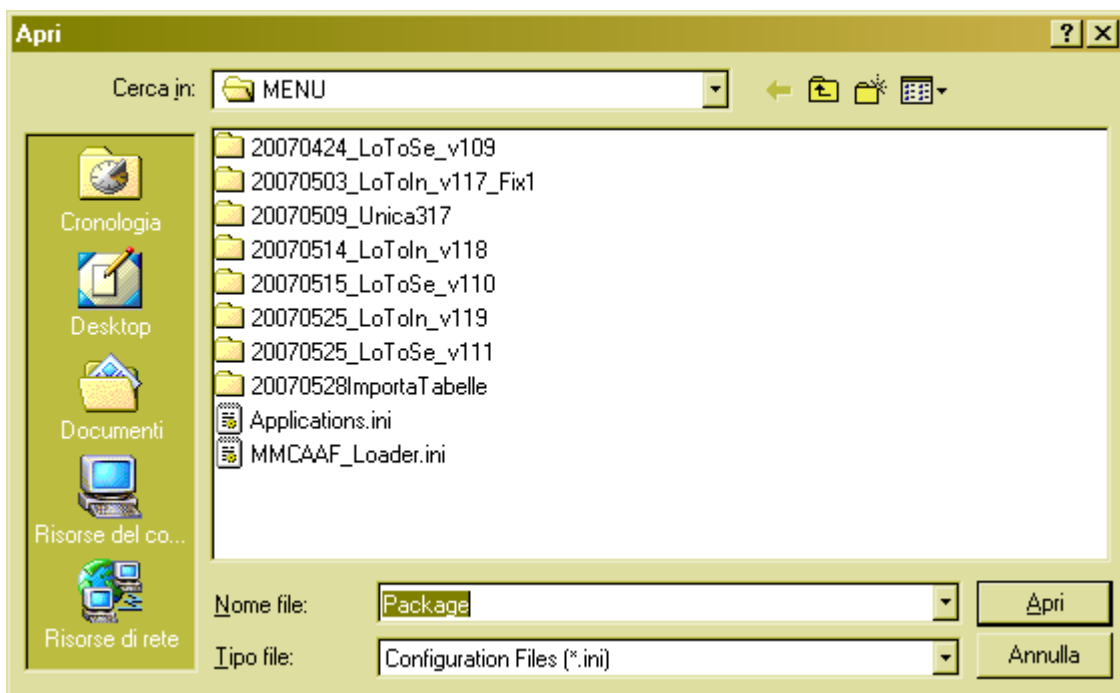 Apri
Cerca in: MENU
Cronologia
Desktop
Documenti
Risorse del co...
Risorse di rete
20070424_LoToSe_v109
20070503_LoToIn_v117_Fix1
20070509_Unica317
20070514_LoToIn_v118
20070515_LoToSe_v110
20070525_LoToIn_v119
20070525_LoToSe_v111
20070528ImportaTabelle
Applications.ini
MMCAAF_Loader.ini
Nome file: Package Apri
Tipo file: Configuration Files (*.ini) Annulla